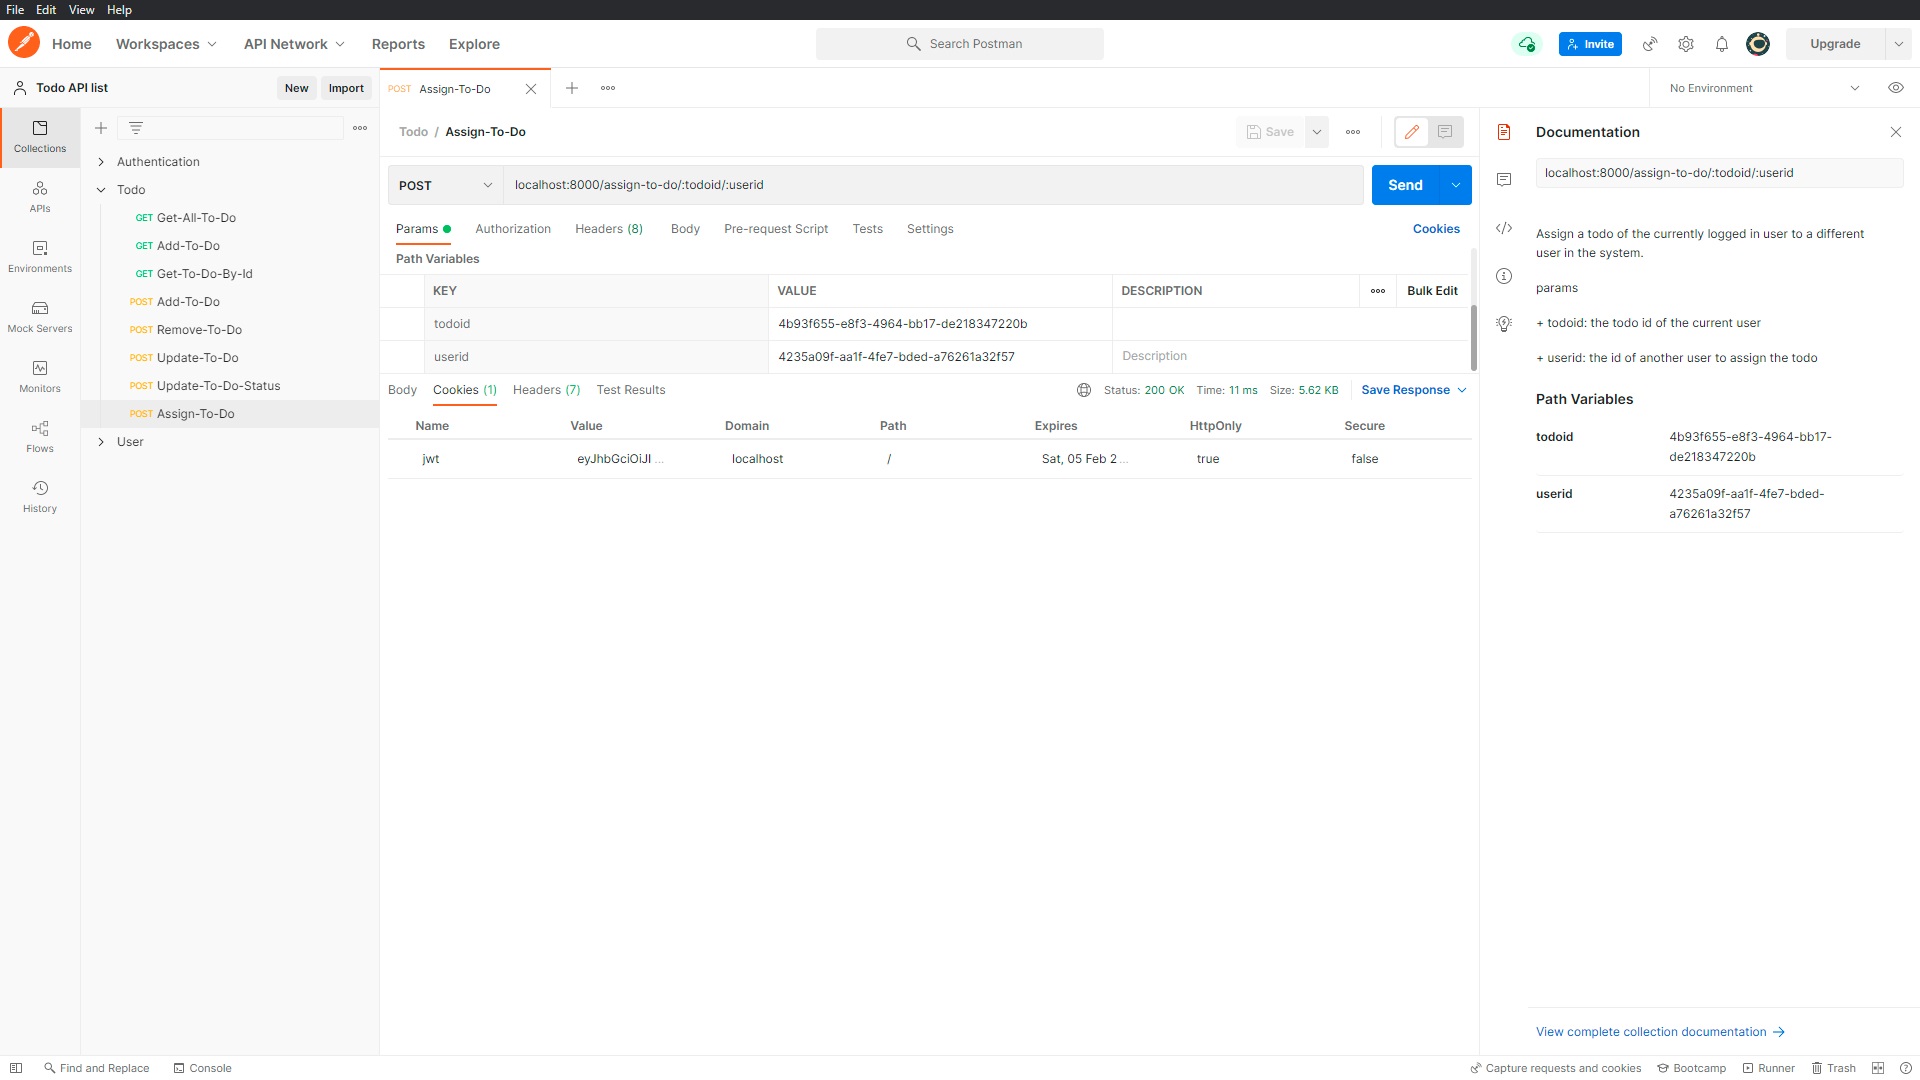 File Edit View Help
Home Workspaces API Network Reports Explore Search Postman Invite Upgrade
Todo API list New Import POST Assign-To-Do No Environment
Collections
APIs
Environments
Mock Servers
Monitors
Flows
History
Authentication
Todo
GET Get-All-To-Do
GET Add-To-Do
GET Get-To-Do-By-Id
POST Add-To-Do
POST Remove-To-Do
POST Update-To-Do
POST Update-To-Do-Status
POST Assign-To-Do
User
Todo / Assign-To-Do Save
POST localhost:8000/assign-to-do/:todoid/:userid Send
Params Authorization Headers (8) Body Pre-request Script Tests Settings Cookies
Path Variables
KEY VALUE DESCRIPTION Bulk Edit
todoid 4b93f655-e8f3-4964-bb17-de218347220b
userid 4235a09f-aa1f-4fe7-bded-a76261a32f57 Description
Body Cookies (1) Headers (7) Test Results Status: 200 OK Time: 11 ms Size: 5.62 KB Save Response
Name Value Domain Path Expires HttpOnly Secure
jwt eyJhbGciOiJI ... localhost / Sat, 05 Feb 2 ... true false
Documentation
localhost:8000/assign-to-do/:todoid/:userid
Assign a todo of the currently logged in user to a different
user in the system.
params
+ todoid: the todo id of the current user
+ userid: the id of another user to assign the todo
Path Variables
todoid 4b93f655-e8f3-4964-bb17-
de218347220b
userid 4235a09f-aa1f-4fe7-bded-
a76261a32f57
View complete collection documentation
Find and Replace Console Capture requests and cookies Bootcamp Runner Trash